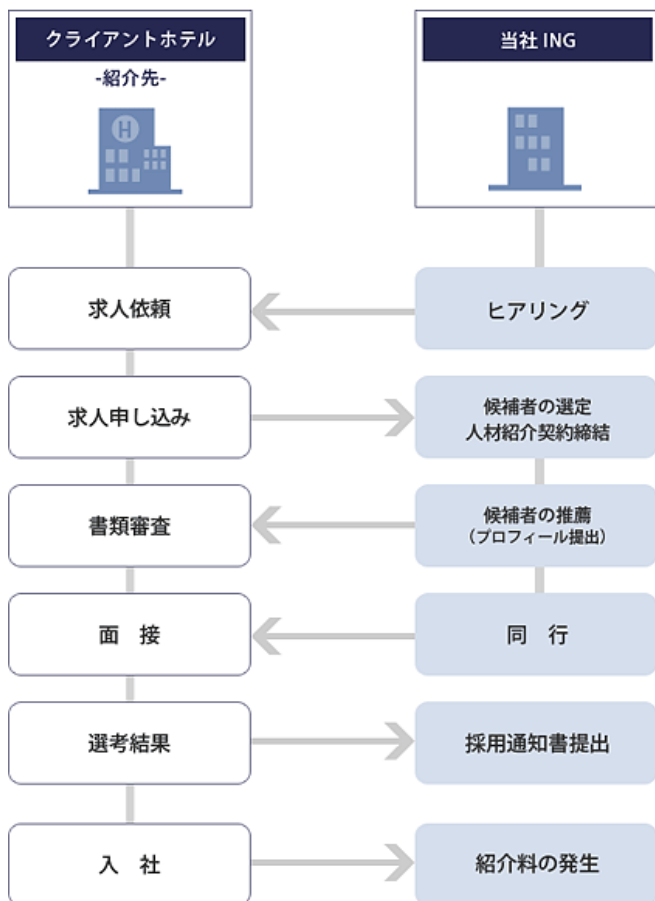 クライアントホテル
-紹介先-
H
当社 ING
求人依頼
ヒアリング
求人申し込み
候補者の選定
人材紹介契約締結
書類審査
候補者の推薦
（プロフィール提出）
面　接
同　行
選考結果
採用通知書提出
入　社
紹介料の発生